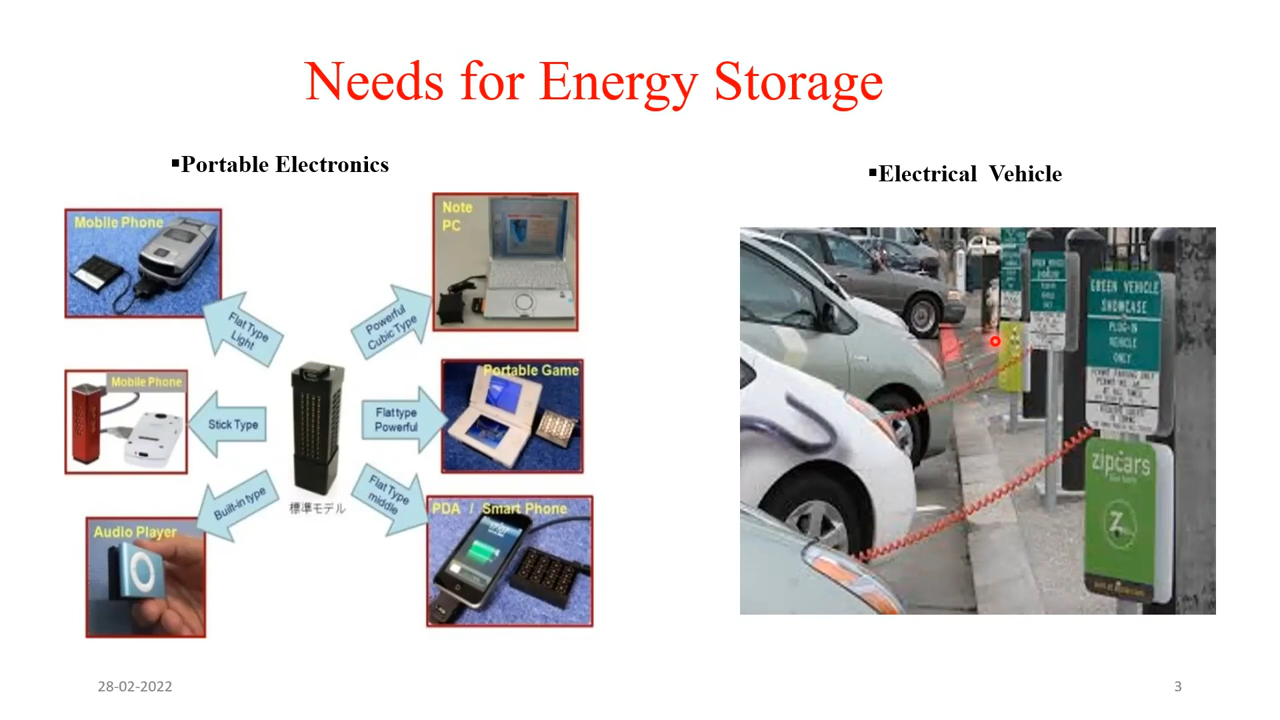 Needs for Energy Storage
▪Portable Electronics
▪Electrical Vehicle
Mobile Phone
Note
PC
Flat Type
Light
Powerful
Cubic Type
Mobile Phone
Stick Type
Flat type
Powerful
Portable Game
Built-in type
Flat Type
middle
標準モデル
Audio Player
PDA / Smart Phone
GREEN VEHICLE
SHOWCASE
PLUG-IN
VEHICLE
ONLY
zipcars
Z
28-02-2022
3